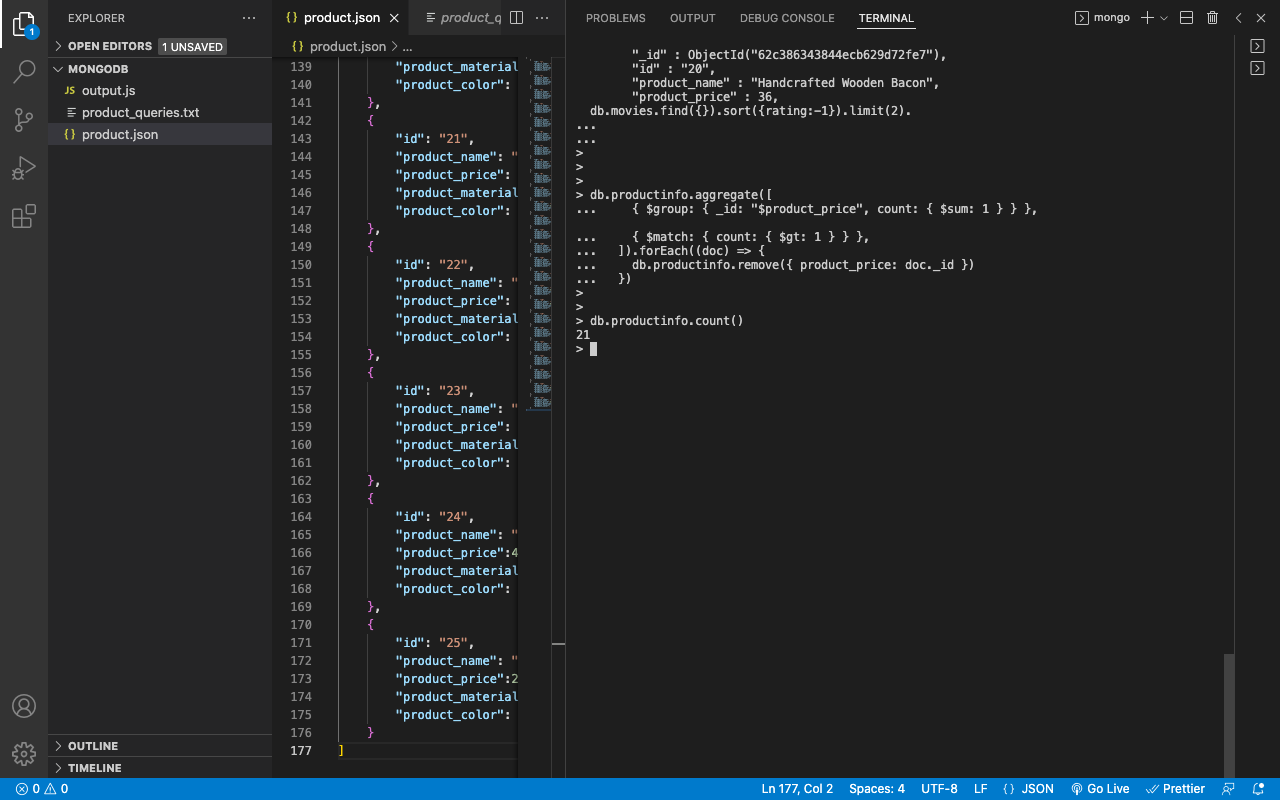 EXPLORER
OPEN EDITORS 1 UNSAVED
MONGODB
JS output.js
product_queries.txt
{} product.json
OUTLINE
TIMELINE
1
{} product.json
product_q
{} product.json > ...
139 "product_material
140 "product_color":
141 },
142 {
143 "id": "21",
144 "product_name": "
145 "product_price":
146 "product_material
147 "product_color":
148 },
149 {
150 "id": "22",
151 "product_name": "
152 "product_price":
153 "product_material
154 "product_color":
155 },
156 {
157 "id": "23",
158 "product_name": "
159 "product_price":
160 "product_material
161 "product_color":
162 },
163 {
164 "id": "24",
165 "product_name": "
166 "product_price":4
167 "product_material
168 "product_color":
169 },
170 {
171 "id": "25",
172 "product_name": "
173 "product_price":2
174 "product_material
175 "product_color":
176 }
177 ]
PROBLEMS OUTPUT DEBUG CONSOLE TERMINAL
mongo
"_id" : ObjectId("62c386343844ecb629d72fe7"),
"id" : "20",
"product_name" : "Handcrafted Wooden Bacon",
"product_price" : 36,
db.movies.find({}).sort({rating:-1}).limit(2).
...
...
>
>
>
> db.productinfo.aggregate([
... { $group: { _id: "$product_price", count: { $sum: 1 } } },
... { $match: { count: { $gt: 1 } } },
... ]).forEach((doc) => {
... db.productinfo.remove({ product_price: doc._id })
... })
>
>
> db.productinfo.count()
21
>
0 0
Ln 177, Col 2 Spaces: 4 UTF-8 LF {} JSON Go Live Prettier